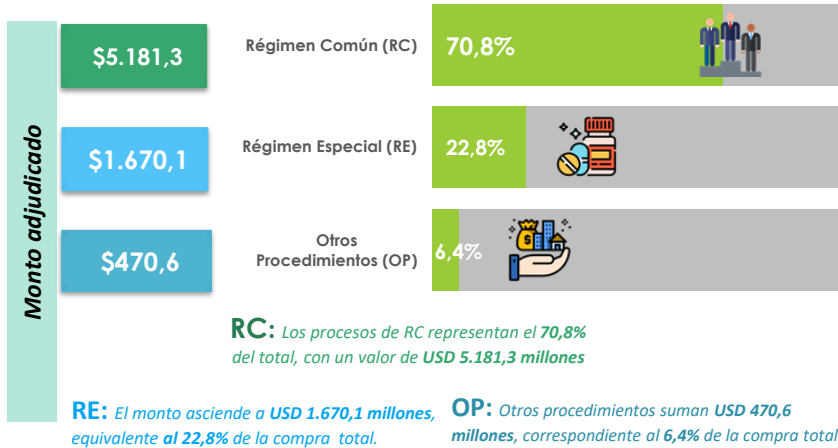 Monto adjudicado
$5.181,3
Régimen Común (RC)
70,8%
$1.670,1
Régimen Especial (RE)
22,8%
$470,6
Otros
Procedimientos (OP)
6,4%
RC: Los procesos de RC representan el 70,8%
del total, con un valor de USD 5.181,3 millones
RE: El monto asciende a USD 1.670,1 millones,
equivalente al 22,8% de la compra total.
OP: Otros procedimientos suman USD 470,6
millones, correspondiente al 6,4% de la compra total